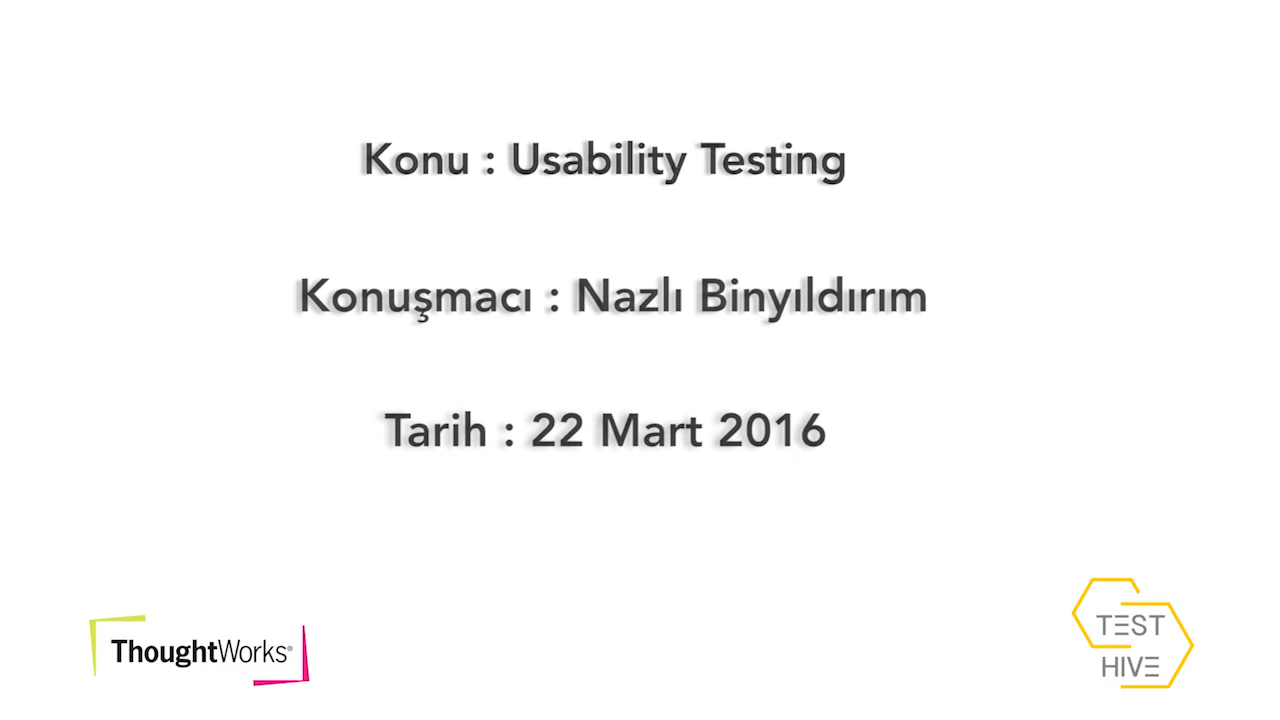 Konu : Usability Testing
Konuşmacı : Nazlı Binyıldırım
Tarih : 22 Mart 2016
ThoughtWorks®
TEST
HIVE